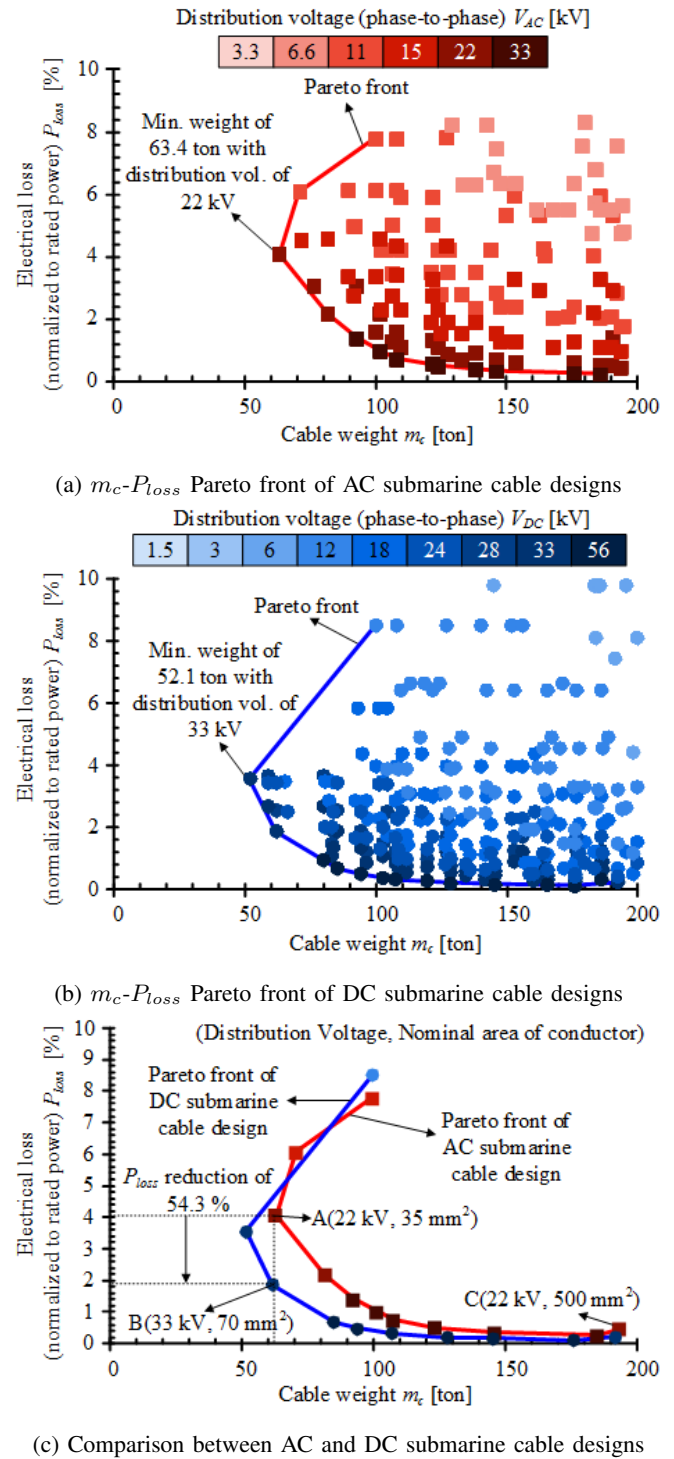 Distribution voltage (phase-to-phase) V_AC [kV]
3.3 6.6 11 15 22 33
Electrical loss
(normalized to rated power) P_loss [%]
10
8
6
4
2
0
Pareto front
Min. weight of
63.4 ton with
distribution vol. of
22 kV
0 50 100 150 200
Cable weight m_c [ton]
(a) m_c-P_loss Pareto front of AC submarine cable designs
Distribution voltage (phase-to-phase) V_DC [kV]
1.5 3 6 12 18 24 28 33 56
Electrical loss
(normalized to rated power) P_loss [%]
10
8
6
4
2
0
Pareto front
Min. weight of
52.1 ton with
distribution vol. of
33 kV
0 50 100 150 200
Cable weight m_c [ton]
(b) m_c-P_loss Pareto front of DC submarine cable designs
Electrical loss
(normalized to rated power) P_loss [%]
10
9
8
7
6
5
4
3
2
1
0
(Distribution Voltage, Nominal area of conductor)
Pareto front of
DC submarine
cable design
Pareto front of
AC submarine
cable design
P_loss reduction of
54.3 %
A(22 kV, 35 mm²)
B(33 kV, 70 mm²)
C(22 kV, 500 mm²)
0 50 100 150 200
Cable weight m_c [ton]
(c) Comparison between AC and DC submarine cable designs